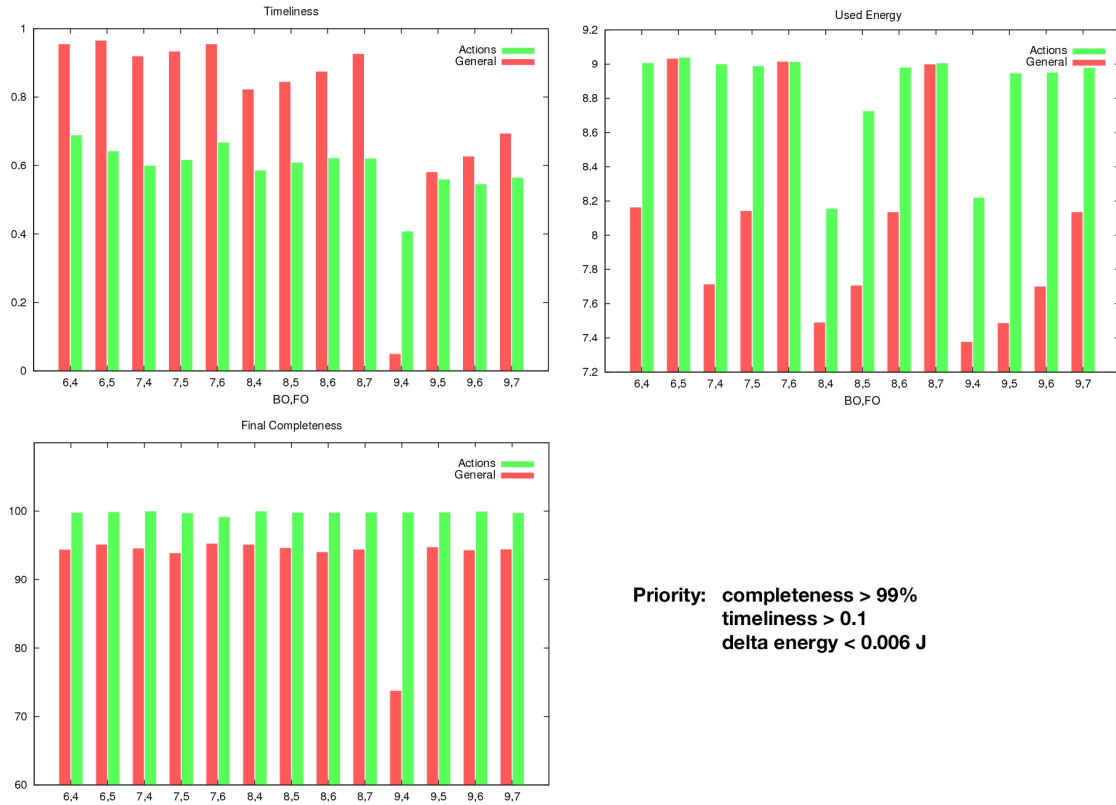 Timeliness
1
0.8
0.6
0.4
0.2
0
Actions
General
6,4 6,5 7,4 7,5 7,6 8,4 8,5 8,6 8,7 9,4 9,5 9,6 9,7
BO,FO
Used Energy
9.2
9
8.8
8.6
8.4
8.2
8
7.8
7.6
7.4
7.2
Actions
General
6,4 6,5 7,4 7,5 7,6 8,4 8,5 8,6 8,7 9,4 9,5 9,6 9,7
BO,FO
Final Completeness
100
90
80
70
60
Actions
General
6,4 6,5 7,4 7,5 7,6 8,4 8,5 8,6 8,7 9,4 9,5 9,6 9,7
Priority: completeness > 99%
timeliness > 0.1
delta energy < 0.006 J